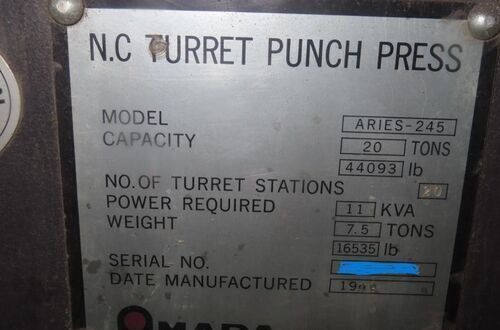 N.C TURRET PUNCH PRESS
MODEL ARIES-245
CAPACITY 20 TONS
44093 lb
NO. OF TURRET STATIONS 20
POWER REQUIRED 11 KVA
WEIGHT 7.5 TONS
16535 lb
SERIAL NO.
DATE MANUFACTURED